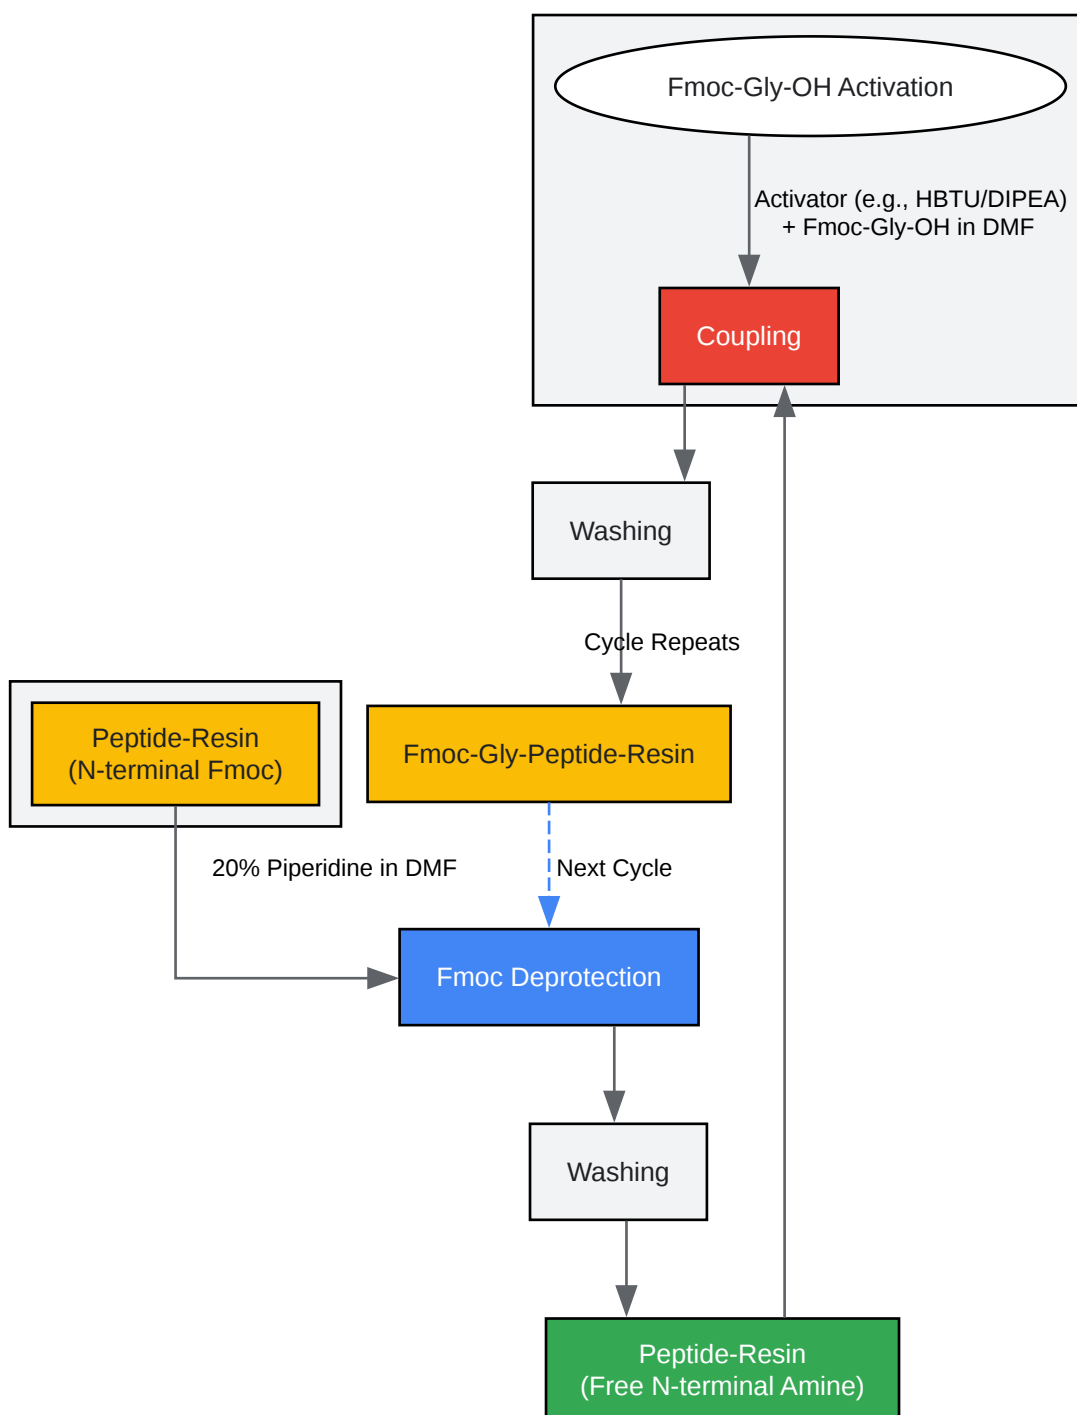 Fmoc-Gly-OH Activation
Activator (e.g., HBTU/DIPEA)
+ Fmoc-Gly-OH in DMF
Coupling
Washing
Cycle Repeats
Peptide-Resin
(N-terminal Fmoc)
Fmoc-Gly-Peptide-Resin
20% Piperidine in DMF
Next Cycle
Fmoc Deprotection
Washing
Peptide-Resin
(Free N-terminal Amine)